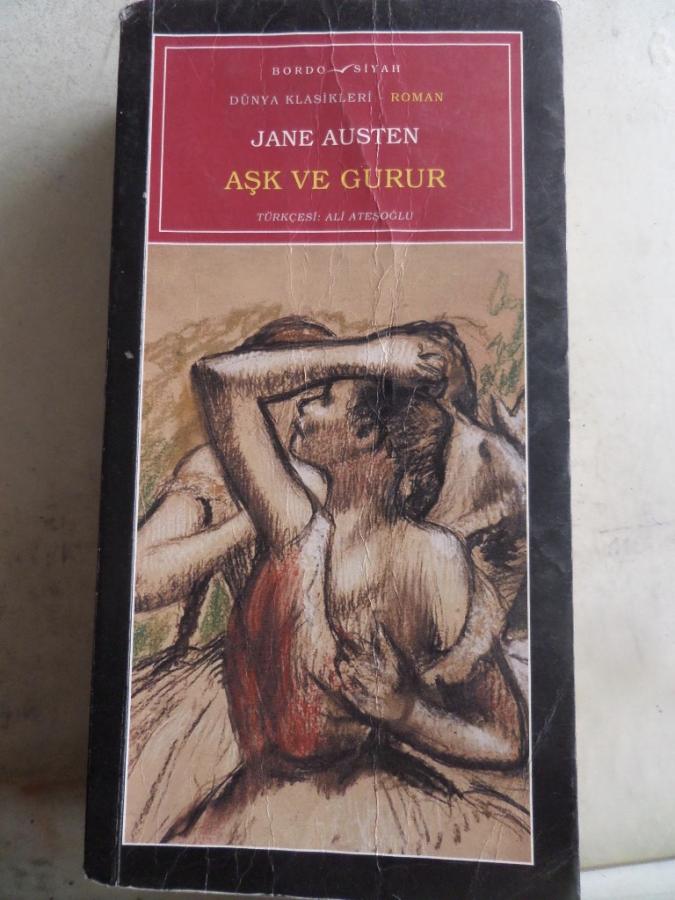 BORDO SİYAH
DÜNYA KLASİKLERİ - ROMAN
JANE AUSTEN
AŞK VE GURUR
TÜRKÇESİ: ALİ ATEŞOĞLU